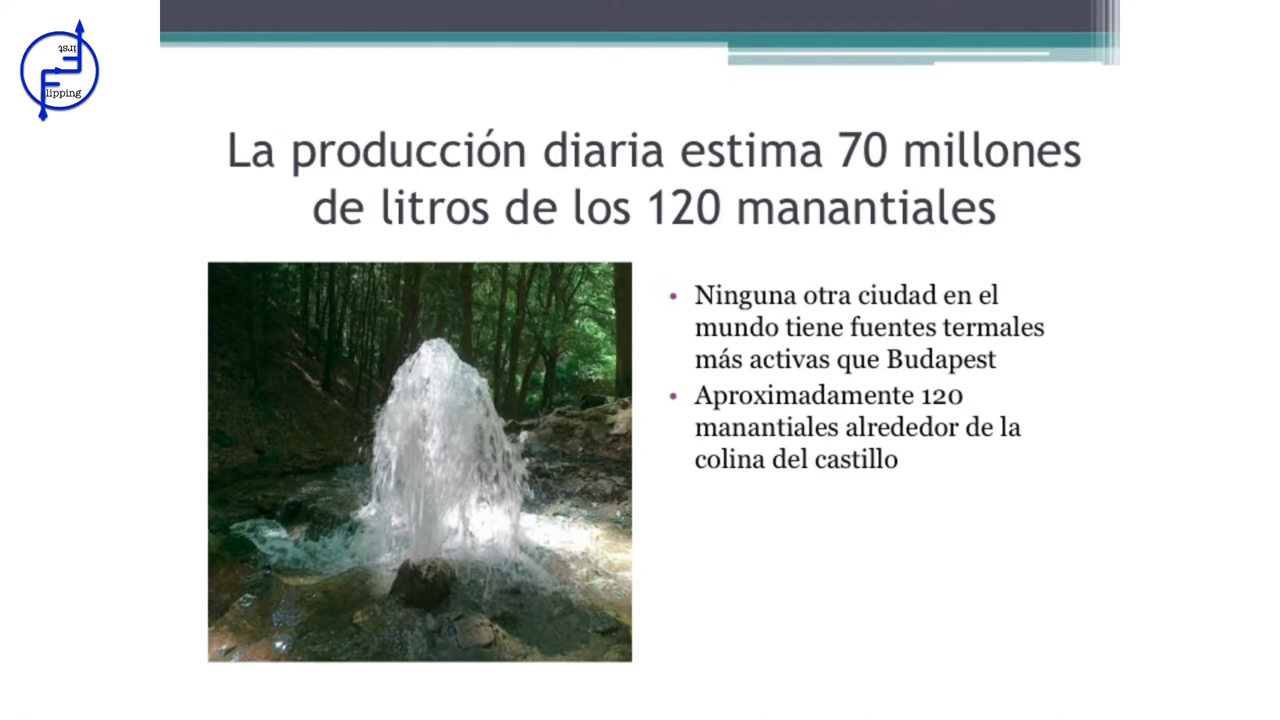 irst
lipping
La producción diaria estima 70 millones
de litros de los 120 manantiales
• Ninguna otra ciudad en el
mundo tiene fuentes termales
más activas que Budapest
• Aproximadamente 120
manantiales alrededor de la
colina del castillo